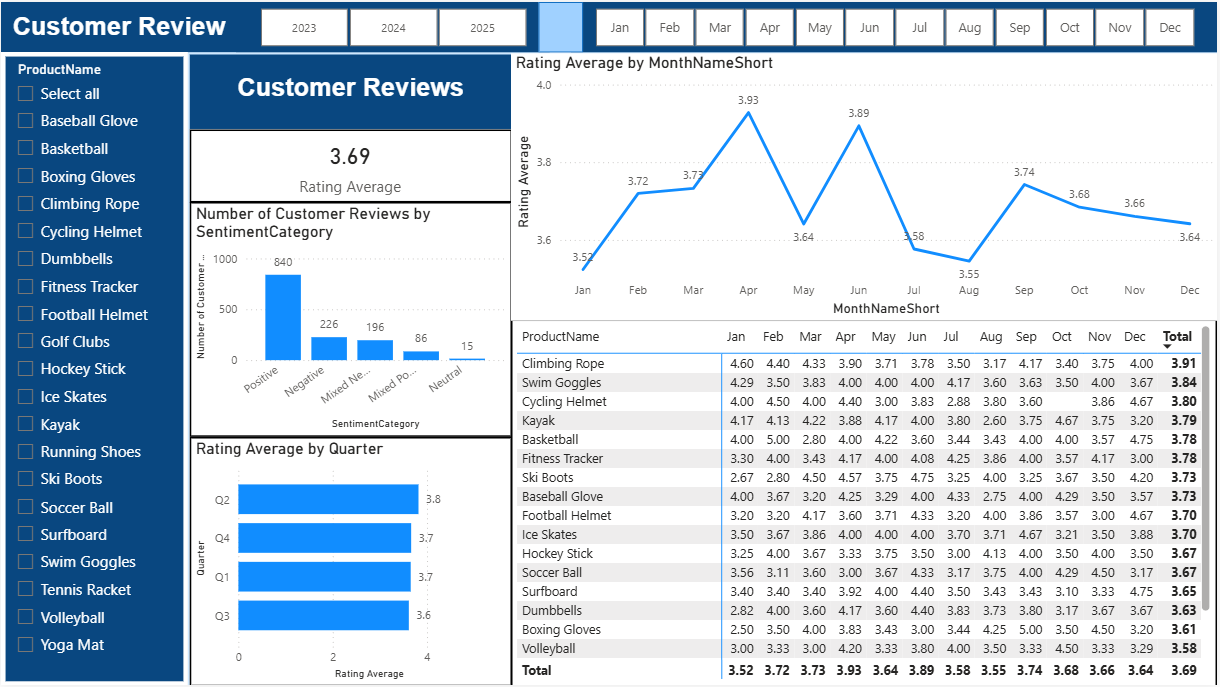 Customer Review
2023 2024 2025
Jan Feb Mar Apr May Jun Jul Aug Sep Oct Nov Dec
ProductName
Select all
Baseball Glove
Basketball
Boxing Gloves
Climbing Rope
Cycling Helmet
Dumbbells
Fitness Tracker
Football Helmet
Golf Clubs
Hockey Stick
Ice Skates
Kayak
Running Shoes
Ski Boots
Soccer Ball
Surfboard
Swim Goggles
Tennis Racket
Volleyball
Yoga Mat
Customer Reviews
3.69
Rating Average
Number of Customer Reviews by
SentimentCategory
Number of Customer ...
1000
500
0
840
226
196
86
15
Positive
Negative
Mixed Ne...
Mixed Po...
Neutral
SentimentCategory
Rating Average by Quarter
Quarter
Q2 3.8
Q4 3.7
Q1 3.7
Q3 3.6
0 2 4
Rating Average
Rating Average by MonthNameShort
Rating Average
4.0
3.8
3.6
3.52
3.72
3.73
3.93
3.64
3.89
3.58
3.55
3.74
3.68
3.66
3.64
Jan Feb Mar Apr May Jun Jul Aug Sep Oct Nov Dec
MonthNameShort
ProductName Jan Feb Mar Apr May Jun Jul Aug Sep Oct Nov Dec Total
Climbing Rope 4.60 4.40 4.33 3.90 3.71 3.78 3.50 3.17 4.17 3.40 3.75 4.00 3.91
Swim Goggles 4.29 3.50 3.83 4.00 4.00 4.00 4.17 3.60 3.63 3.50 4.00 3.67 3.84
Cycling Helmet 4.00 4.50 4.00 4.40 3.00 3.83 2.88 3.80 3.60 3.86 4.67 3.80
Kayak 4.17 4.13 4.22 3.88 4.17 4.00 3.80 2.60 3.75 4.67 3.75 3.20 3.79
Basketball 4.00 5.00 2.80 4.00 4.22 3.60 3.44 3.43 4.00 4.00 3.57 4.75 3.78
Fitness Tracker 3.30 4.00 3.43 4.17 4.00 4.08 4.25 3.86 4.00 3.57 4.17 3.00 3.78
Ski Boots 2.67 2.80 4.50 4.57 3.75 4.75 3.25 4.00 3.25 3.67 3.50 4.20 3.73
Baseball Glove 4.00 3.67 3.20 4.25 3.29 4.00 4.33 2.75 4.00 4.29 3.50 3.57 3.73
Football Helmet 3.20 3.20 4.17 3.60 3.71 4.33 3.20 4.00 3.86 3.57 3.00 4.67 3.70
Ice Skates 3.50 3.67 3.86 4.00 4.00 4.00 3.70 3.71 4.67 3.21 3.50 3.88 3.70
Hockey Stick 3.25 4.00 3.67 3.33 3.75 3.50 3.00 4.13 4.00 3.50 4.00 3.50 3.67
Soccer Ball 3.56 3.11 3.60 3.00 3.67 4.33 3.17 3.75 4.00 4.29 4.50 3.17 3.67
Surfboard 3.40 3.40 3.40 3.92 4.00 4.40 3.50 3.43 3.43 3.10 3.33 4.75 3.65
Dumbbells 2.82 4.00 3.60 4.17 3.60 4.40 3.83 3.73 3.80 3.17 3.67 3.67 3.63
Boxing Gloves 2.50 3.50 4.00 3.83 3.43 3.00 3.44 4.25 5.00 3.50 4.50 3.20 3.61
Volleyball 3.00 3.33 3.00 4.20 3.33 3.80 4.00 3.50 3.33 4.50 3.33 3.29 3.58
Total 3.52 3.72 3.73 3.93 3.64 3.89 3.58 3.55 3.74 3.68 3.66 3.64 3.69